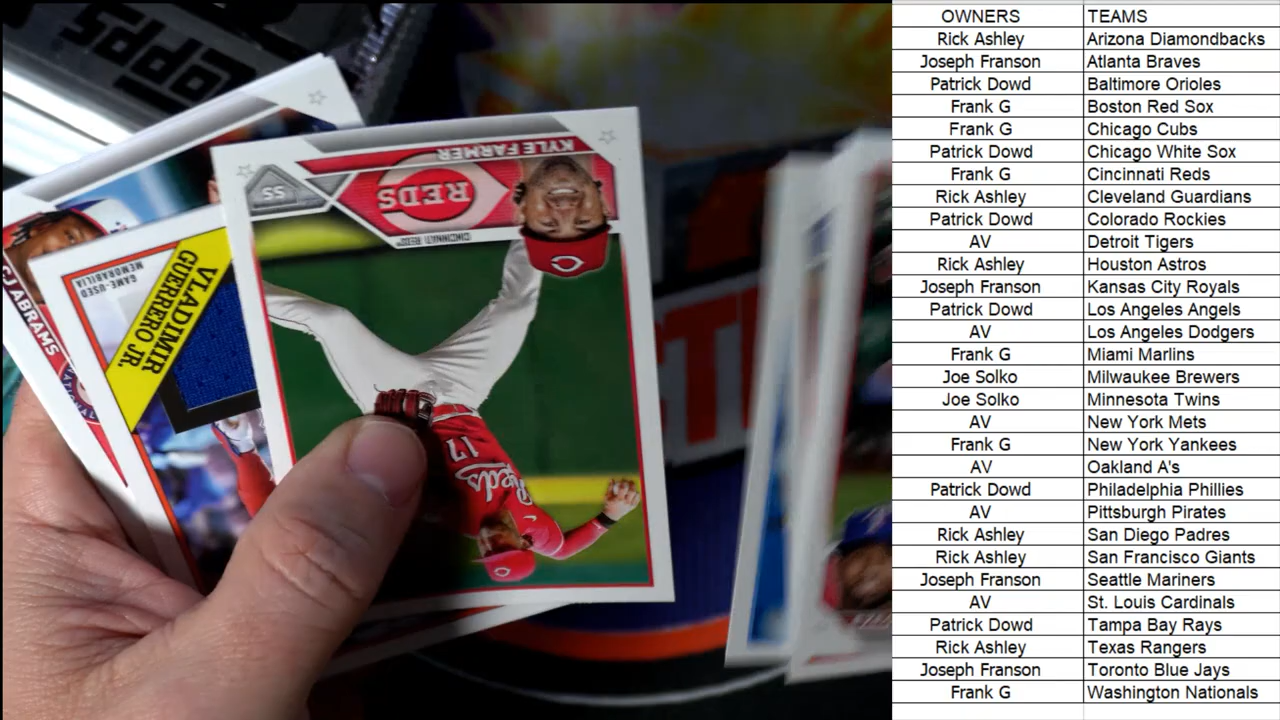 topps
KYLE FARMER
SS
REDS
CINCINNATI REDS®
GAME-USED
MEMORABILIA
VLADIMIR
GUERRERO JR.
CJ ABRAMS
NATIONAL
17
Reds
OWNERS TEAMS
Rick Ashley Arizona Diamondbacks
Joseph Franson Atlanta Braves
Patrick Dowd Baltimore Orioles
Frank G Boston Red Sox
Frank G Chicago Cubs
Patrick Dowd Chicago White Sox
Frank G Cincinnati Reds
Rick Ashley Cleveland Guardians
Patrick Dowd Colorado Rockies
AV Detroit Tigers
Rick Ashley Houston Astros
Joseph Franson Kansas City Royals
Patrick Dowd Los Angeles Angels
AV Los Angeles Dodgers
Frank G Miami Marlins
Joe Solko Milwaukee Brewers
Joe Solko Minnesota Twins
AV New York Mets
Frank G New York Yankees
AV Oakland A's
Patrick Dowd Philadelphia Phillies
AV Pittsburgh Pirates
Rick Ashley San Diego Padres
Rick Ashley San Francisco Giants
Joseph Franson Seattle Mariners
AV St. Louis Cardinals
Patrick Dowd Tampa Bay Rays
Rick Ashley Texas Rangers
Joseph Franson Toronto Blue Jays
Frank G Washington Nationals